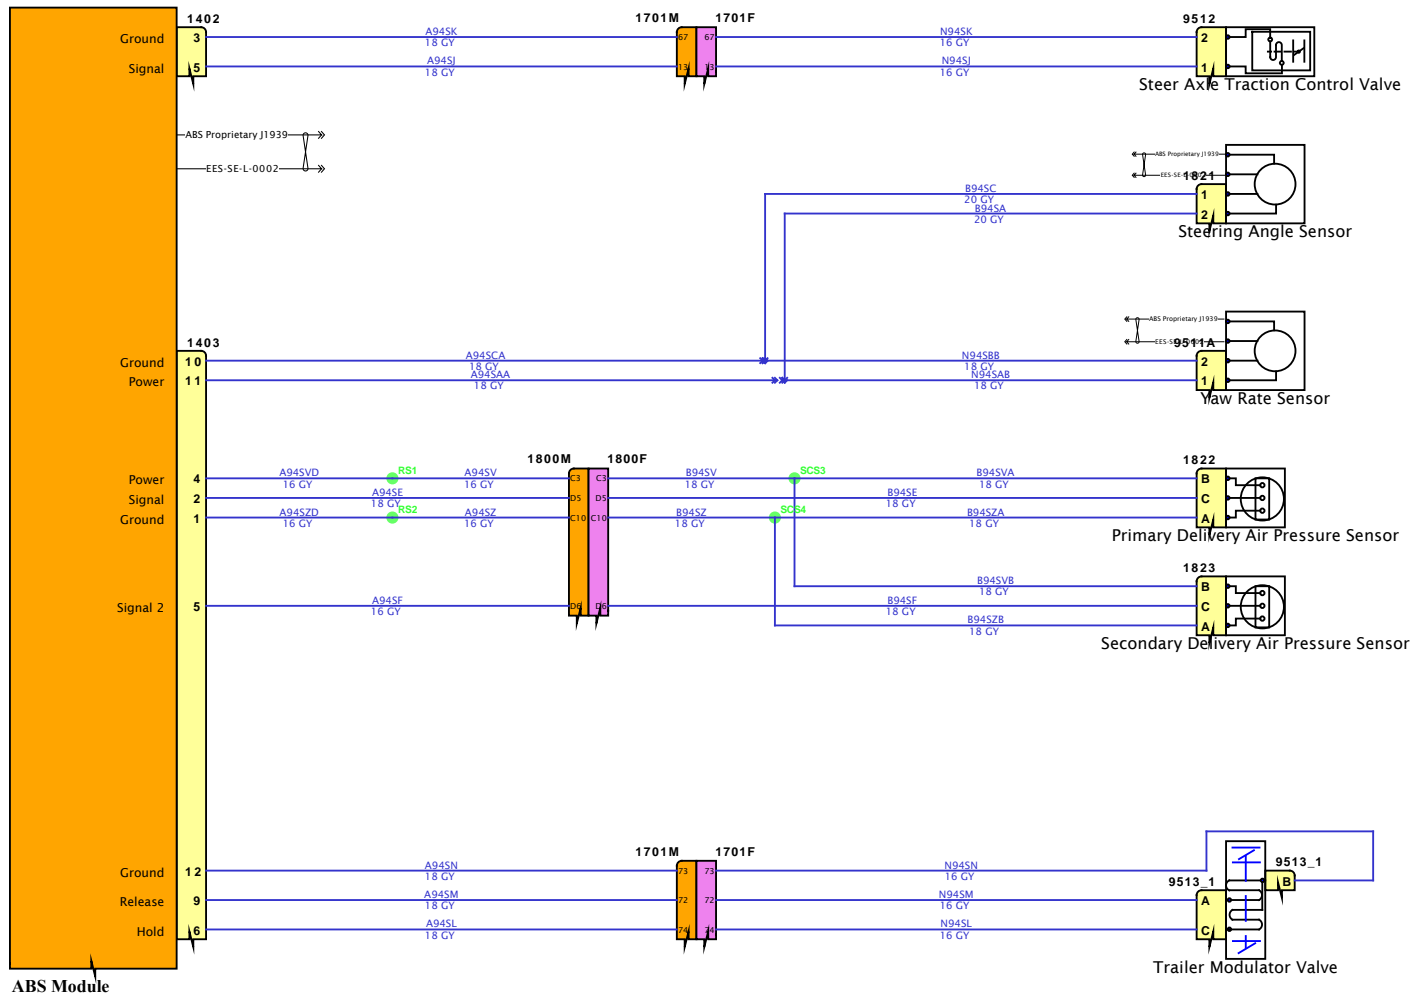 1402
1701M 1701F
9512
Ground 3 A94SK 18 GY 67 67 N94SK 16 GY 2
Signal 5 A94SJ 18 GY 13 13 N94SJ 16 GY 1
Steer Axle Traction Control Valve
ABS Proprietary J1939
EES-SE-L-0002
ABS Proprietary J1939
1821
B94SC 20 GY 1
B94SA 20 GY 2
Steering Angle Sensor
ABS Proprietary J1939
1403
9511A
Ground 10 A94SCA 18 GY N94SBB 18 GY 2
Power 11 A94SAA 18 GY N94SAB 18 GY 1
Yaw Rate Sensor
1800M 1800F
1822
Power 4 A94SVD 16 GY RS1 A94SV 16 GY C3 C3 B94SV 18 GY SCS3 B94SVA 18 GY B
Signal 2 A94SE 18 GY D5 D5 B94SE 18 GY C
Ground 1 A94SZD 16 GY RS2 A94SZ 16 GY C10 C10 B94SZ 18 GY SCS4 B94SZA 18 GY A
Primary Delivery Air Pressure Sensor
1823
B94SVB 18 GY B
Signal 2 5 A94SF 16 GY D6 D6 B94SF 18 GY C
B94SZB 18 GY A
Secondary Delivery Air Pressure Sensor
1701M 1701F
9513_1
9513_1
B
Ground 12 A94SN 18 GY 73 73 N94SN 16 GY
Release 9 A94SM 18 GY 72 72 N94SM 16 GY A
Hold 6 A94SL 18 GY 74 74 N94SL 16 GY C
Trailer Modulator Valve
ABS Module